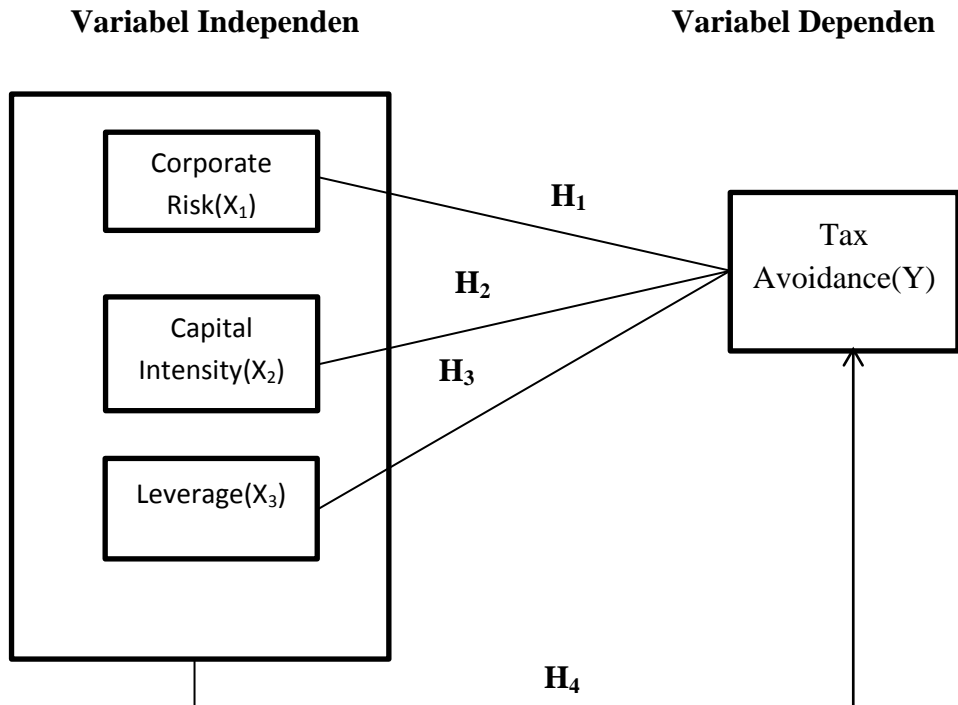 Variabel Independen
Variabel Dependen
Corporate
Risk(X₁)
H₁
Tax
Avoidance(Y)
H₂
Capital
Intensity(X₂)
H₃
Leverage(X₃)
H₄